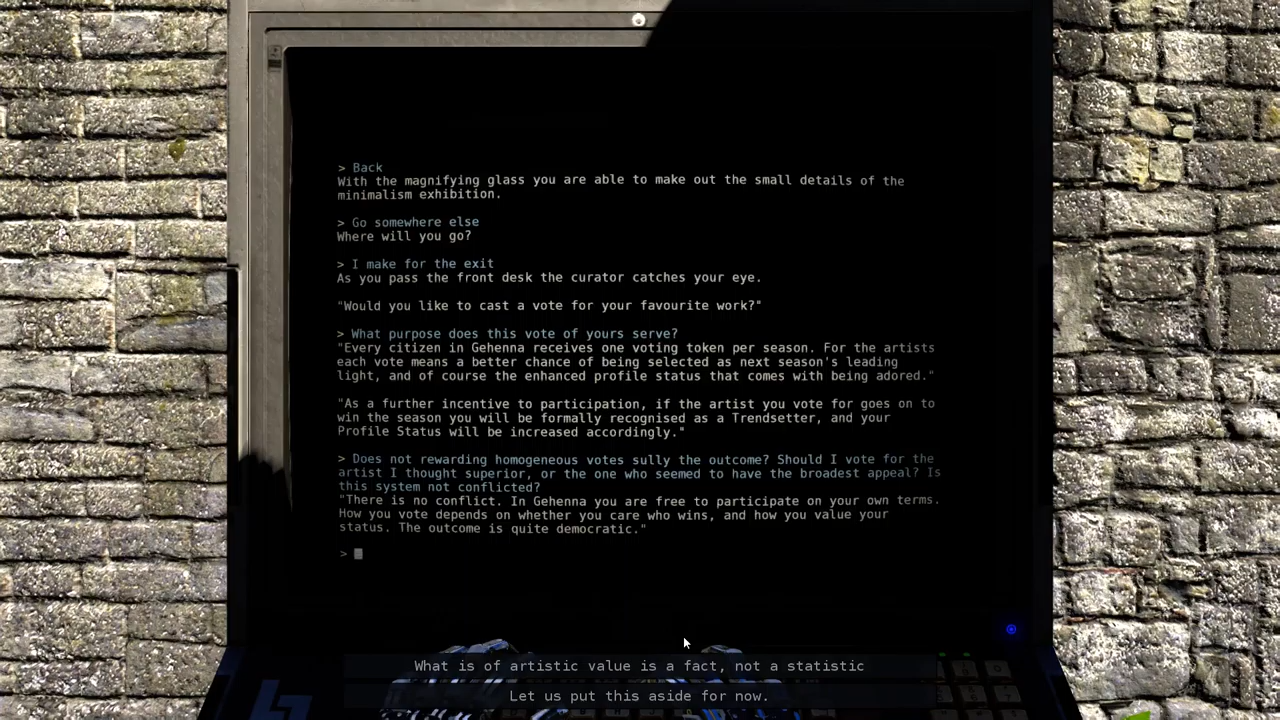 > Back
With the magnifying glass you are able to make out the small details of the
minimalism exhibition.
> Go somewhere else
Where will you go?
> I make for the exit
As you pass the front desk the curator catches your eye.
"Would you like to cast a vote for your favourite work?"
> What purpose does this vote of yours serve?
"Every citizen in Gehenna receives one voting token per season. For the artists
each vote means a better chance of being selected as next season's leading
light, and of course the enhanced profile status that comes with being adored."
"As a further incentive to participation, if the artist you vote for goes on to
win the season you will be formally recognised as a Trendsetter, and your
Profile Status will be increased accordingly."
> Does not rewarding homogeneous votes sully the outcome? Should I vote for the
artist I thought superior, or the one who seemed to have the broadest appeal? Is
this system not conflicted?
"There is no conflict. In Gehenna you are free to participate on your own terms.
How you vote depends on whether you care who wins, and how you value your
status. The outcome is quite democratic."
>
What is of artistic value is a fact, not a statistic
Let us put this aside for now.